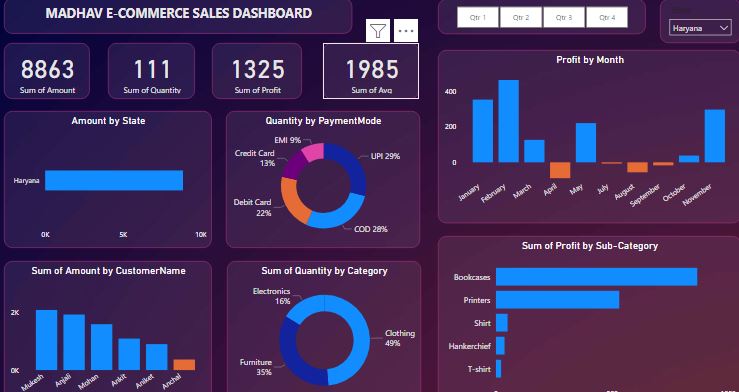 MADHAV E-COMMERCE SALES DASHBOARD
Qtr 1
Qtr 2
Qtr 3
Qtr 4
Haryana
8863
Sum of Amount
111
Sum of Quantity
1325
Sum of Profit
1985
Sum of Avg
Amount by State
Haryana
0K
5K
10K
Quantity by PaymentMode
EMI 9%
Credit Card
13%
Debit Card
22%
UPI 29%
COD 28%
Profit by Month
400
200
0
January
February
March
April
May
July
August
September
October
November
Sum of Amount by CustomerName
2K
0K
Mukesh
Anjali
Mohan
Ankit
Aniket
Anchal
Sum of Quantity by Category
Electronics
16%
Furniture
35%
Clothing
49%
Sum of Profit by Sub-Category
Bookcases
Printers
Shirt
Hankerchief
T-shirt